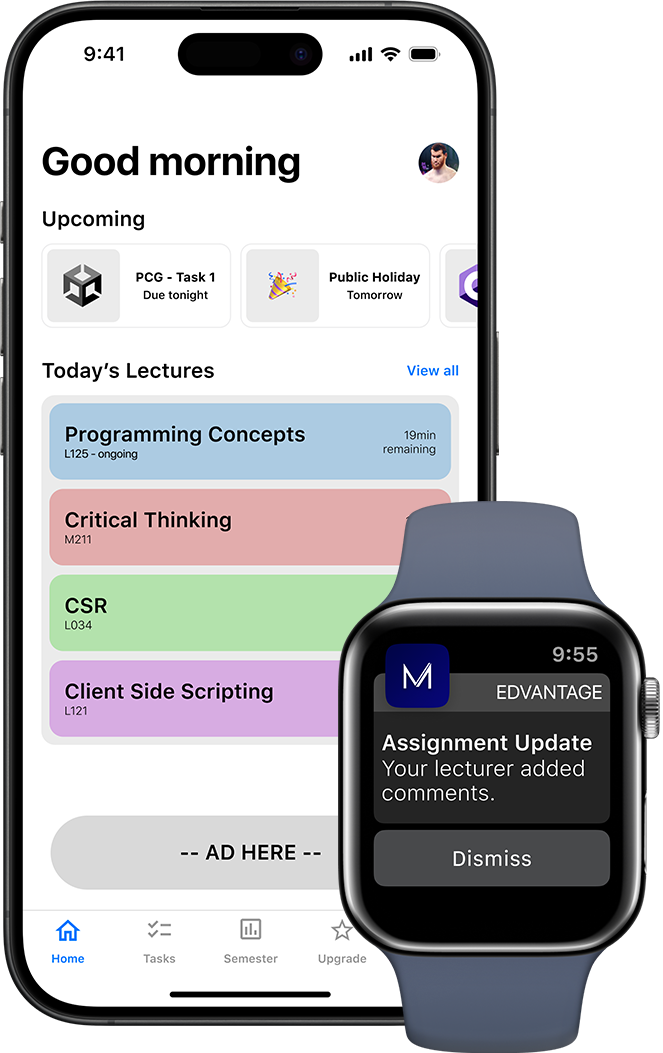 9:41
Good morning
Upcoming
PCG - Task 1
Due tonight
Public Holiday
Tomorrow
Today's Lectures
View all
Programming Concepts
L125 - ongoing
19min
remaining
Critical Thinking
M211
CSR
L034
Client Side Scripting
L121
-- AD HERE --
Home
Tasks
Semester
Upgrade
9:55
M
EDVANTAGE
Assignment Update
Your lecturer added
comments.
Dismiss